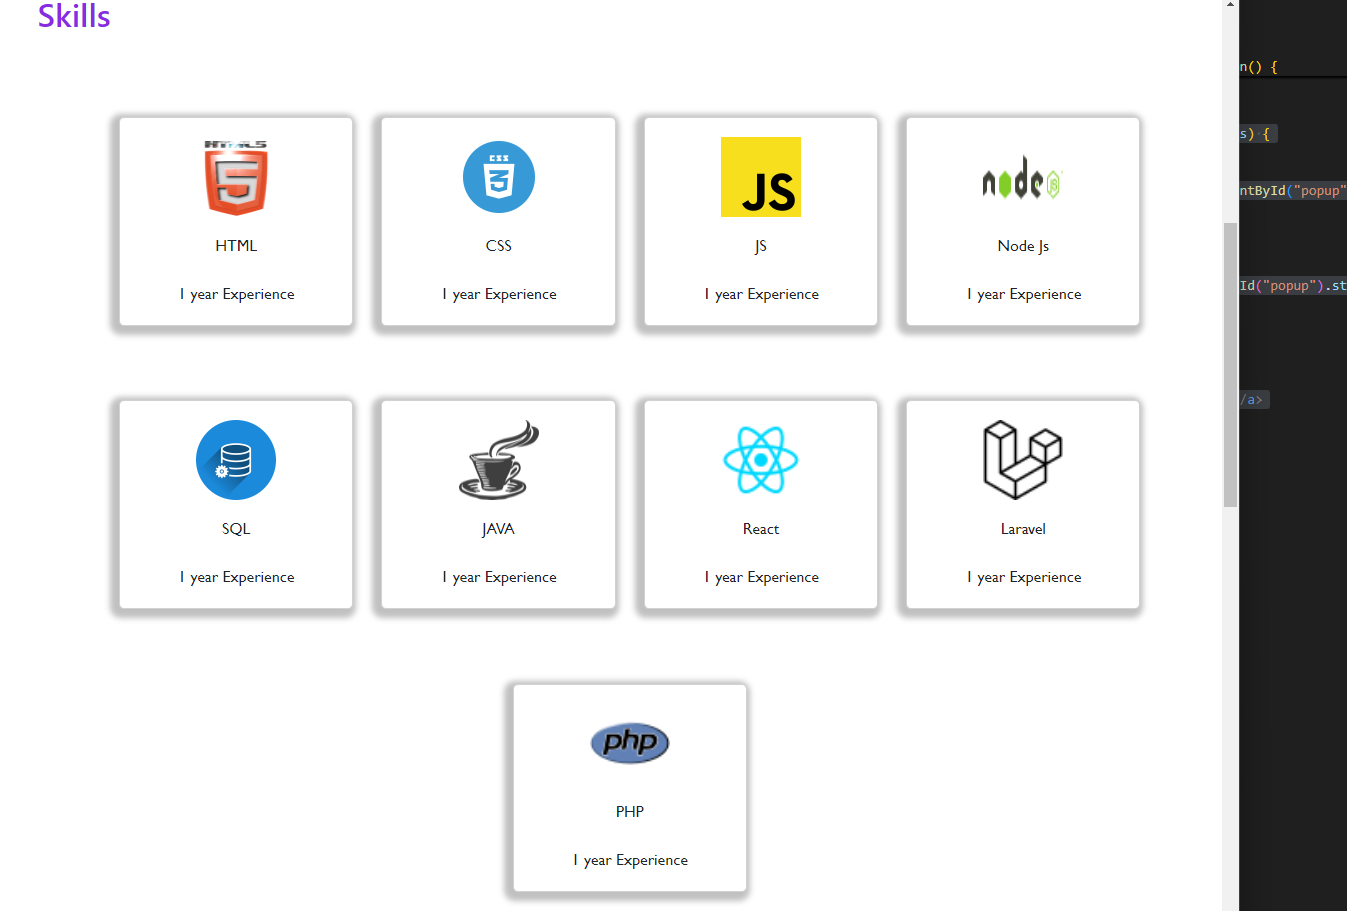 Skills
n() {
HTML5
CSS
3
JS
node
JS
HTML
CSS
JS
Node Js
1 year Experience
1 year Experience
1 year Experience
1 year Experience
s) {
ntById("popup"
Id("popup").st
/a>
SQL
JAVA
React
Laravel
1 year Experience
1 year Experience
1 year Experience
1 year Experience
php
PHP
1 year Experience